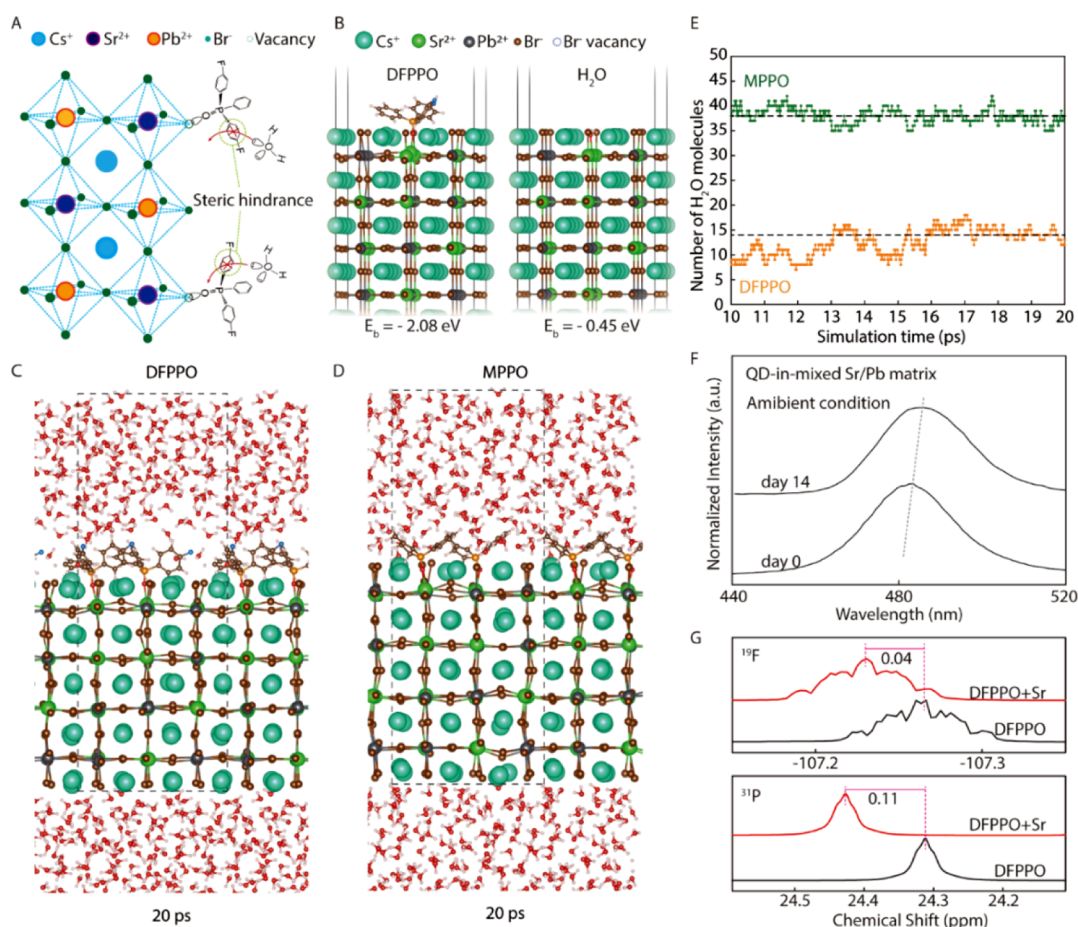 A
Cs⁺ Sr²⁺ Pb²⁺ Br⁻ Vacancy
F
O P
F
O H
H
Steric hindrance
F
O H
H
O P
F
B
Cs⁺ Sr²⁺ Pb²⁺ Br⁻ Br⁻ vacancy
DFPPO H₂O
E_b = - 2.08 eV E_b = - 0.45 eV
C DFPPO
20 ps
D MPPO
20 ps
E
Number of H₂O molecules
50
45
40
35
30
25
20
15
10
5
0
MPPO
DFPPO
10 11 12 13 14 15 16 17 18 19 20
Simulation time (ps)
F
Normalized Intensity (a.u.)
QD-in-mixed Sr/Pb matrix
Amibient condition
day 14
day 0
440 480 520
Wavelength (nm)
G
¹⁹F
0.04
DFPPO+Sr
DFPPO
-107.2 -107.3
³¹P
0.11
DFPPO+Sr
DFPPO
24.5 24.4 24.3 24.2
Chemical Shift (ppm)